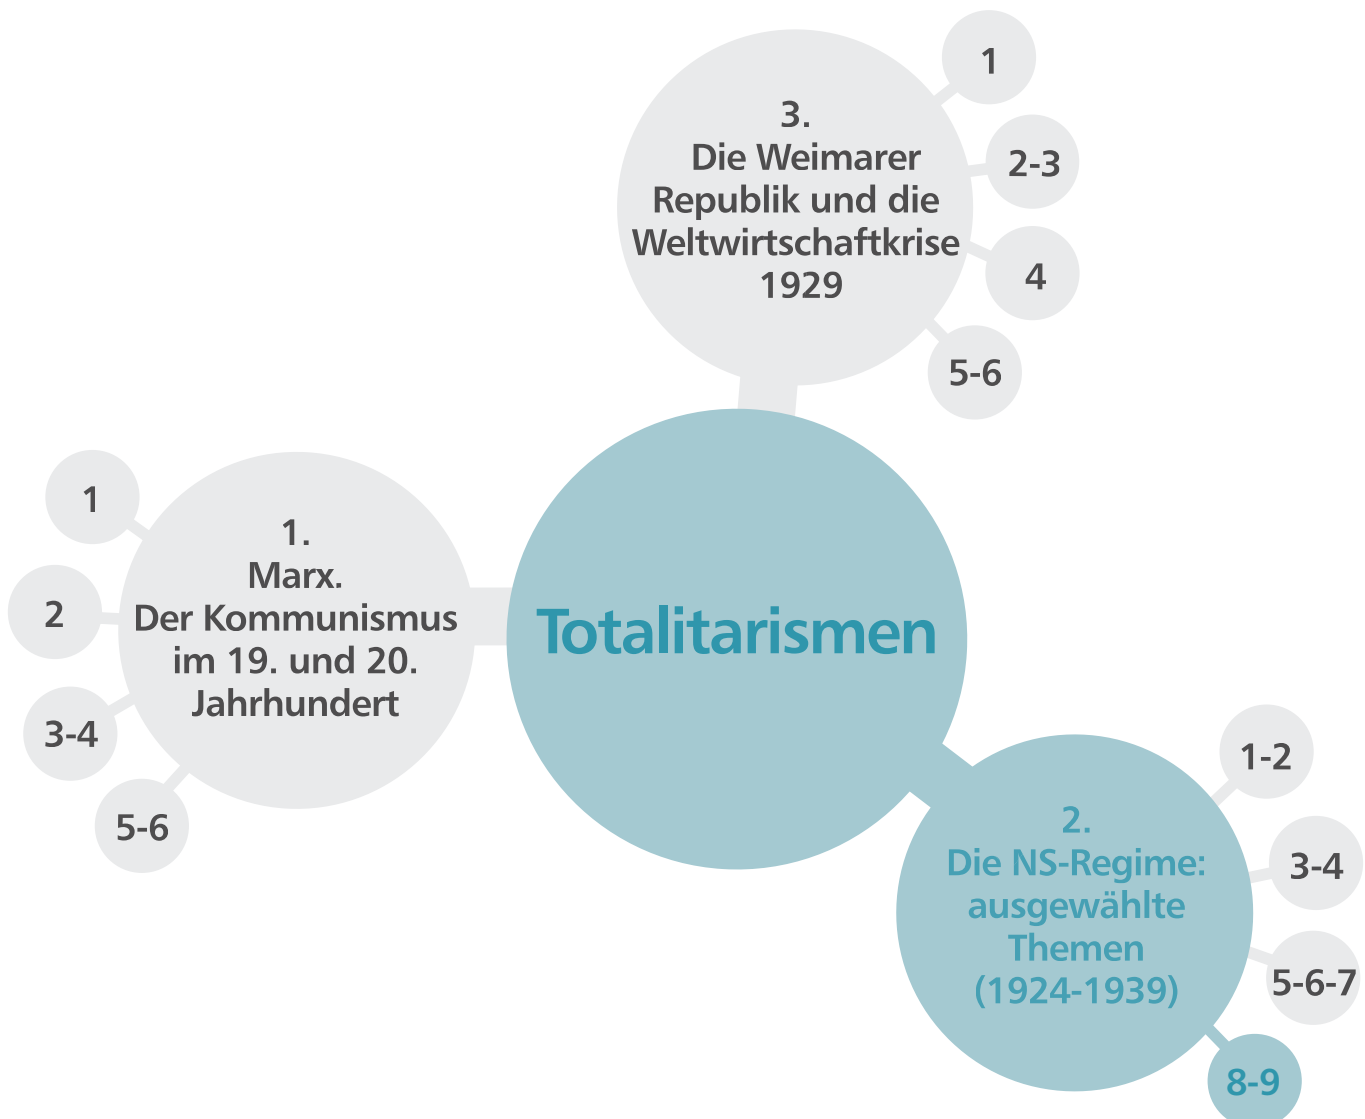 3.
Die Weimarer
Republik und die
Weltwirtschaftkrise
1929
1
2-3
4
5-6
Totalitarismen
1.
Marx.
Der Kommunismus
im 19. und 20.
Jahrhundert
1
2
3-4
5-6
2.
Die NS-Regime:
ausgewählte
Themen
(1924-1939)
1-2
3-4
5-6-7
8-9